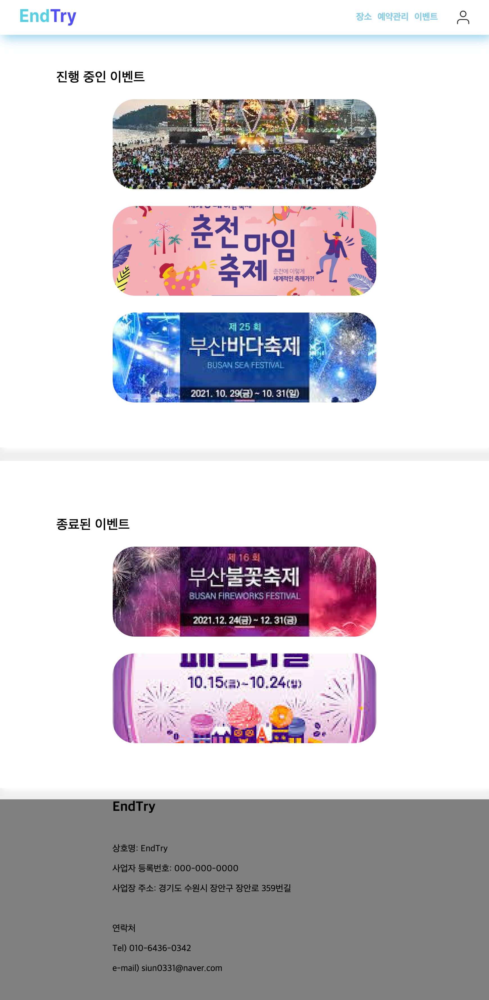 EndTry
장소 예약관리 이벤트
진행 중인 이벤트
춘천
마임
축제
춘천에 이렇게
세계적인 축제가?!
제 25 회
부산바다축제
BUSAN SEA FESTIVAL
2021. 10. 29(금) ~ 10. 31(일)
종료된 이벤트
제 16 회
부산불꽃축제
BUSAN FIREWORKS FESTIVAL
2021.12. 24(금) ~ 12. 31(금)
10.15(금)~10.24(일)
EndTry
상호명: EndTry
사업자 등록번호: 000-000-0000
사업장 주소: 경기도 수원시 장안구 장안로 359번길
연락처
Tel) 010-6436-0342
e-mail) siun0331@naver.com